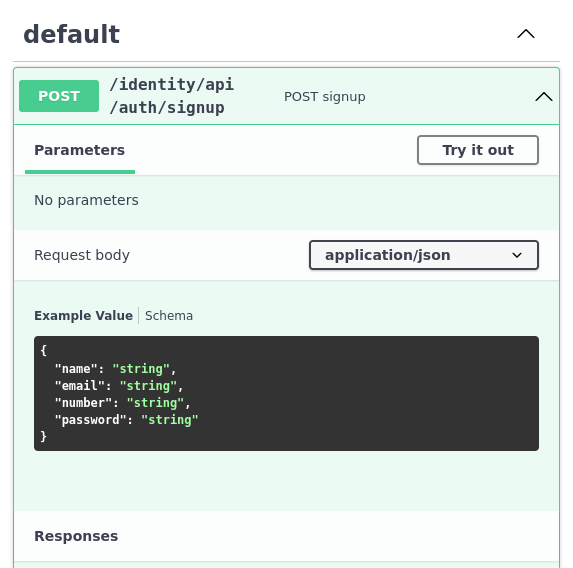 default
POST /identity/api POST signup
/auth/signup
Parameters Try it out
No parameters
Request body application/json
Example Value Schema
{
"name": "string",
"email": "string",
"number": "string",
"password": "string"
}
Responses